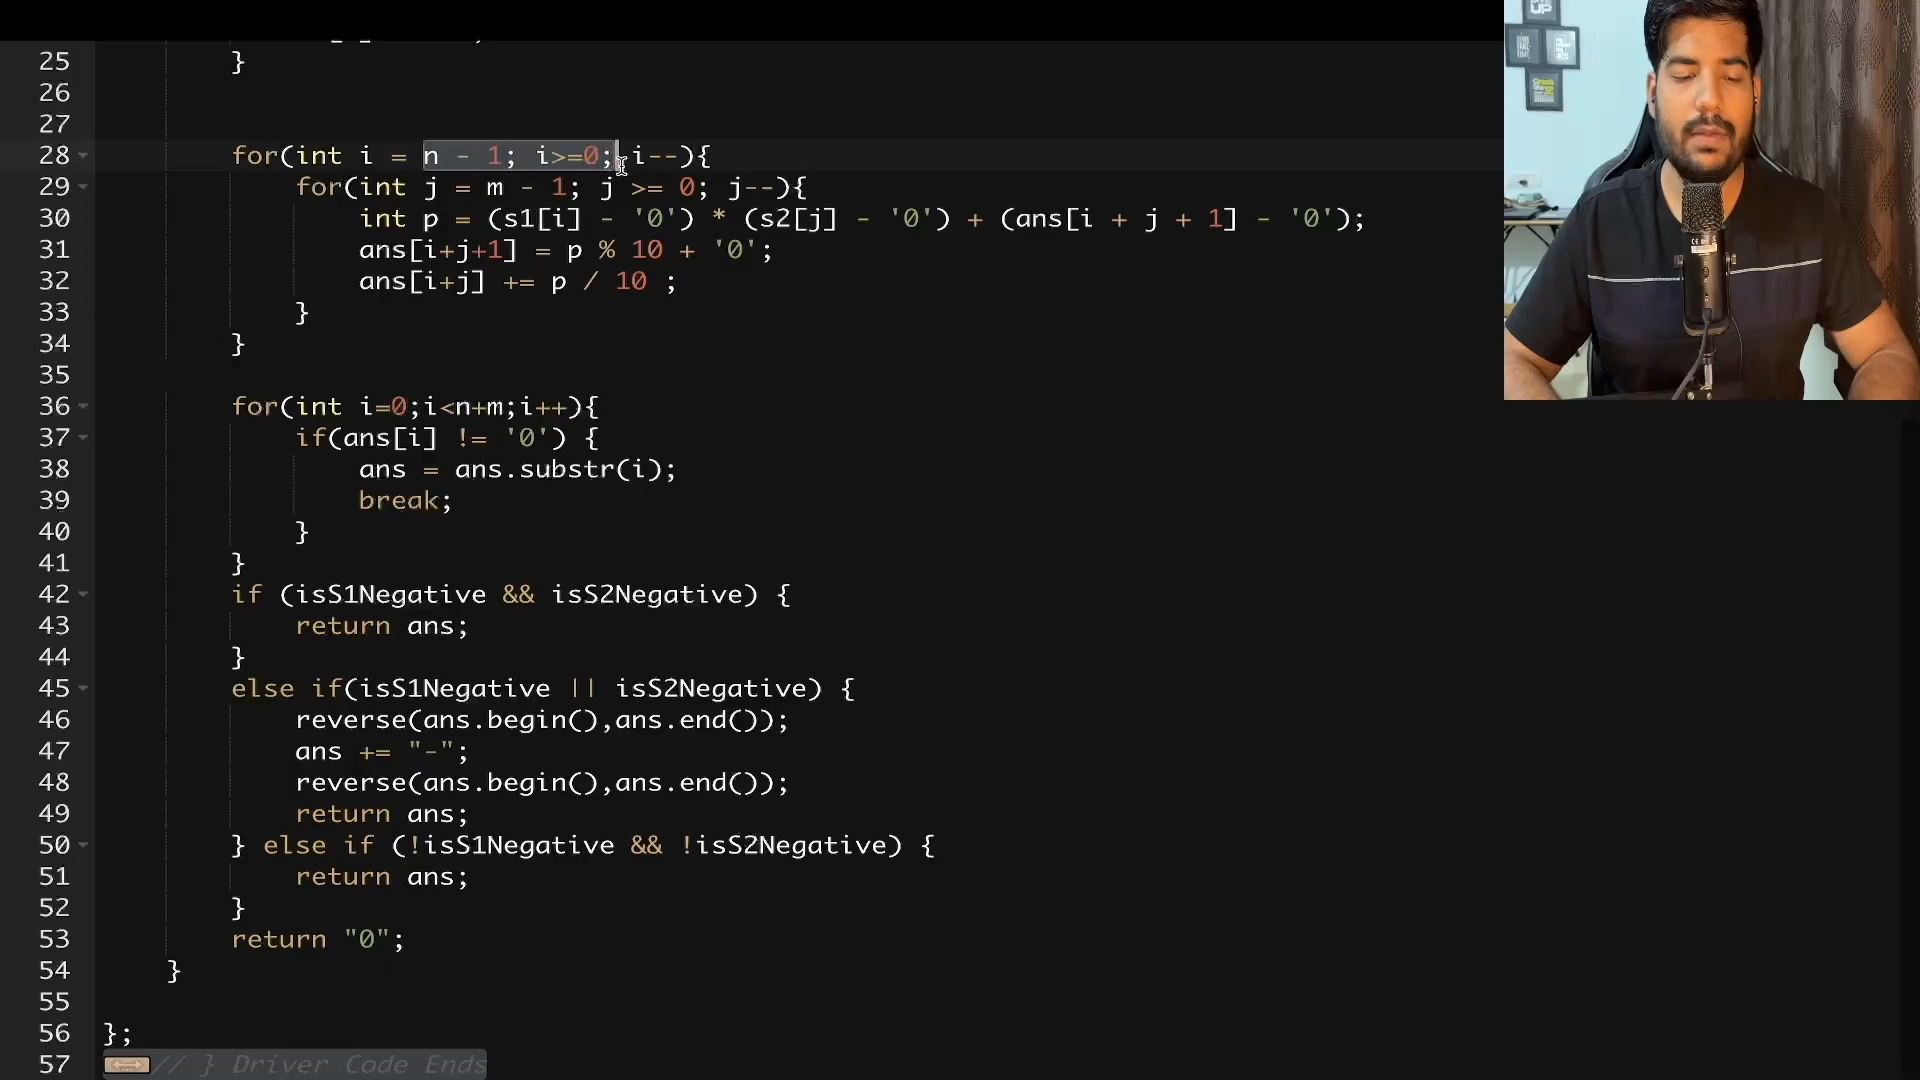 25 }
26
27
28 for(int i = n - 1; i>=0; i--){
29 for(int j = m - 1; j >= 0; j--){
30 int p = (s1[i] - '0') * (s2[j] - '0') + (ans[i + j + 1] - '0');
31 ans[i+j+1] = p % 10 + '0';
32 ans[i+j] += p / 10 ;
33 }
34 }
35
36 for(int i=0;i<n+m;i++){
37 if(ans[i] != '0') {
38 ans = ans.substr(i);
39 break;
40 }
41 }
42 if (isS1Negative && isS2Negative) {
43 return ans;
44 }
45 else if(isS1Negative || isS2Negative) {
46 reverse(ans.begin(),ans.end());
47 ans += "-";
48 reverse(ans.begin(),ans.end());
49 return ans;
50 } else if (!isS1Negative && !isS2Negative) {
51 return ans;
52 }
53 return "0";
54 }
55
56 };
57 // } Driver Code Ends